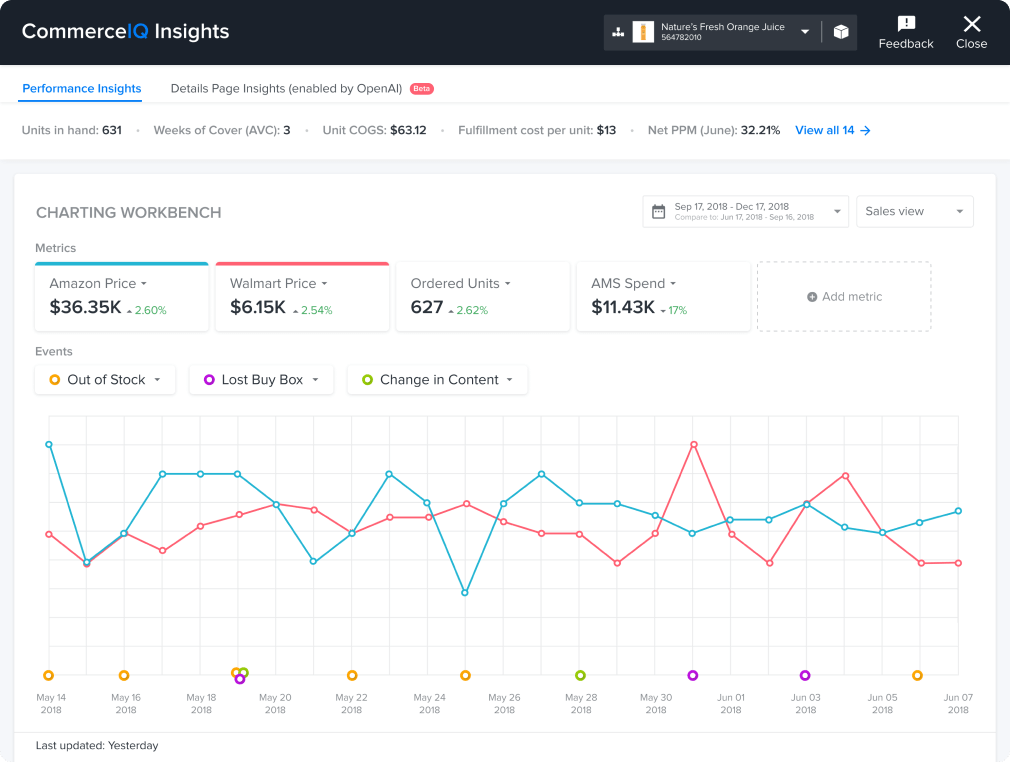 CommerceIQ Insights
Nature's Fresh Orange Juice
564782010
Feedback
Close
Performance Insights
Details Page Insights (enabled by OpenAI)
Beta
Units in hand: 631
Weeks of Cover (AVC): 3
Unit COGS: $63.12
Fulfillment cost per unit: $13
Net PPM (June): 32.21%
View all 14
CHARTING WORKBENCH
Sep 17, 2018 - Dec 17, 2018
Compare to: Jun 17, 2018 - Sep 16, 2018
Sales view
Metrics
Amazon Price
$36.35K 2.60%
Walmart Price
$6.15K 2.54%
Ordered Units
627 2.62%
AMS Spend
$11.43K 17%
Add metric
Events
Out of Stock
Lost Buy Box
Change in Content
May 14
2018
May 16
2018
May 18
2018
May 20
2018
May 22
2018
May 24
2018
May 26
2018
May 28
2018
May 30
2018
Jun 01
2018
Jun 03
2018
Jun 05
2018
Jun 07
2018
Last updated: Yesterday